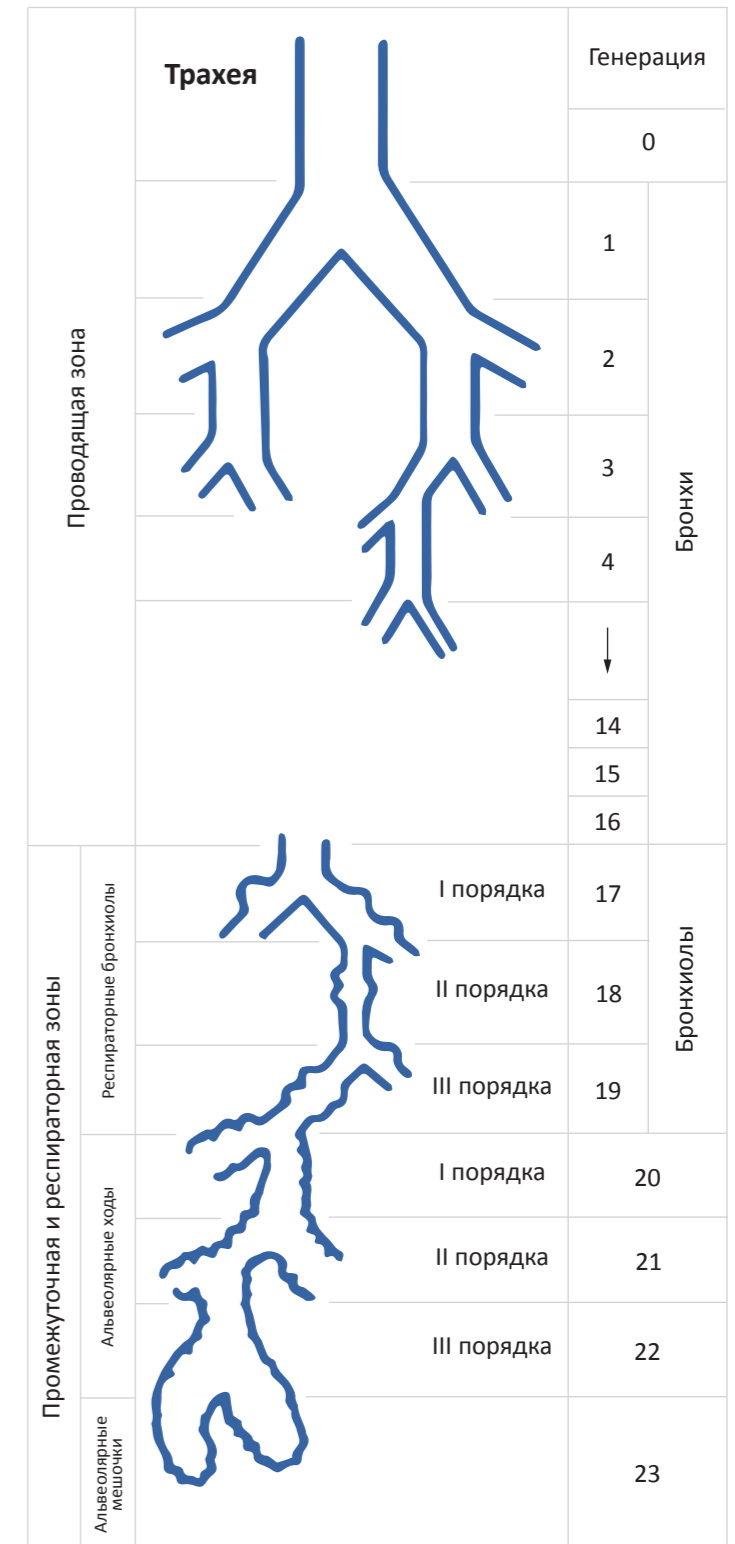 Трахея
Генерация
0
Проводящая зона
Бронхи
1
2
3
4
14
15
16
Промежуточная и респираторная зоны
Респираторные бронхиолы
Бронхиолы
I порядка
17
II порядка
18
III порядка
19
Альвеолярные ходы
I порядка
20
II порядка
21
III порядка
22
Альвеолярные
мешочки
23